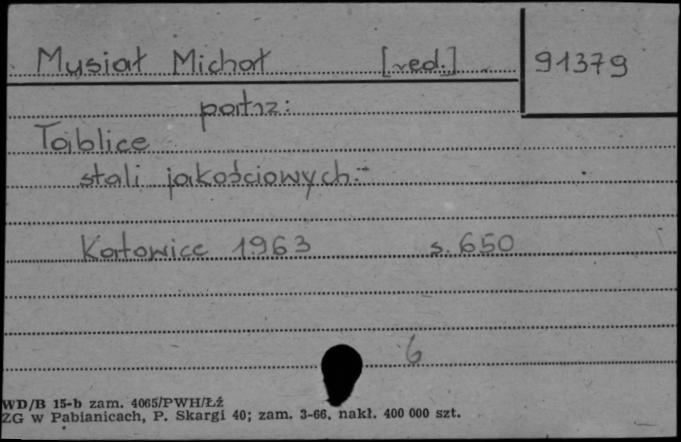 Musiał Michał [red.] 91379
patrz:
Tablice
stali jakościowych.-
Katowice 1963 s. 650
6
WD/B 15-b zam. 4065/PWH/Łź
ZG w Pabianicach, P. Skargi 40; zam. 3-66, nakł. 400 000 szt.